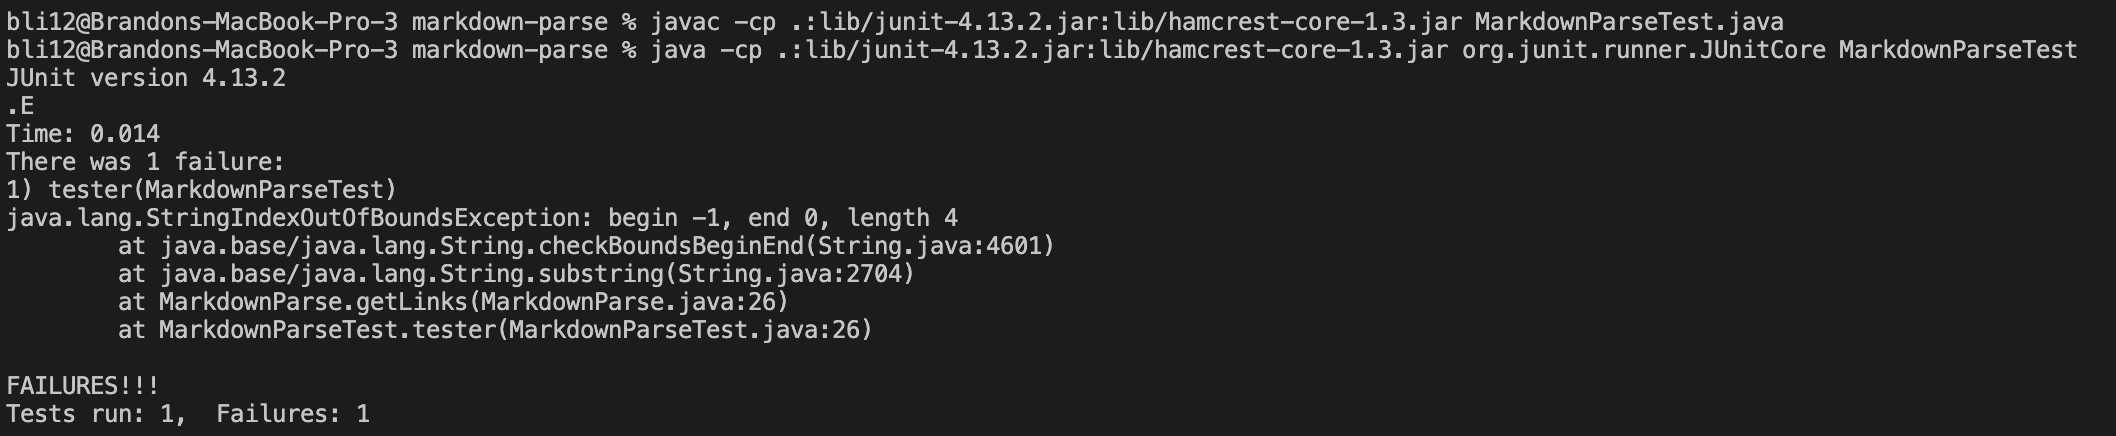 bli12@Brandons-MacBook-Pro-3 markdown-parse % javac -cp .:lib/junit-4.13.2.jar:lib/hamcrest-core-1.3.jar MarkdownParseTest.java
bli12@Brandons-MacBook-Pro-3 markdown-parse % java -cp .:lib/junit-4.13.2.jar:lib/hamcrest-core-1.3.jar org.junit.runner.JUnitCore MarkdownParseTest
JUnit version 4.13.2
.E
Time: 0.014
There was 1 failure:
1) tester(MarkdownParseTest)
java.lang.StringIndexOutOfBoundsException: begin -1, end 0, length 4
        at java.base/java.lang.String.checkBoundsBeginEnd(String.java:4601)
        at java.base/java.lang.String.substring(String.java:2704)
        at MarkdownParse.getLinks(MarkdownParse.java:26)
        at MarkdownParseTest.tester(MarkdownParseTest.java:26)

FAILURES!!!
Tests run: 1,  Failures: 1